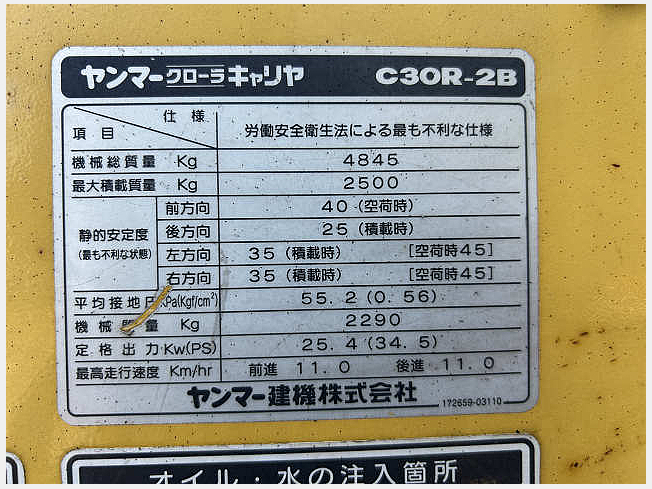 ヤンマークローラキャリヤ C30R-2B
仕様
項目
労働安全衛生法による最も不利な仕様
機械総質量 Kg 4845
最大積載質量 Kg 2500
静的安定度
(最も不利な状態)
前方向 40 (空荷時)
後方向 25 (積載時)
左方向 35 (積載時) [空荷時45]
右方向 35 (積載時) [空荷時45]
平均接地圧 KPa(Kgf/cm²) 55.2 (0.56)
機械質量 Kg 2290
定格出力 Kw(PS) 25.4 (34.5)
最高走行速度 Km/hr 前進 11.0 後進 11.0
ヤンマー建機株式会社 172659-03110
オイル・水の注入箇所